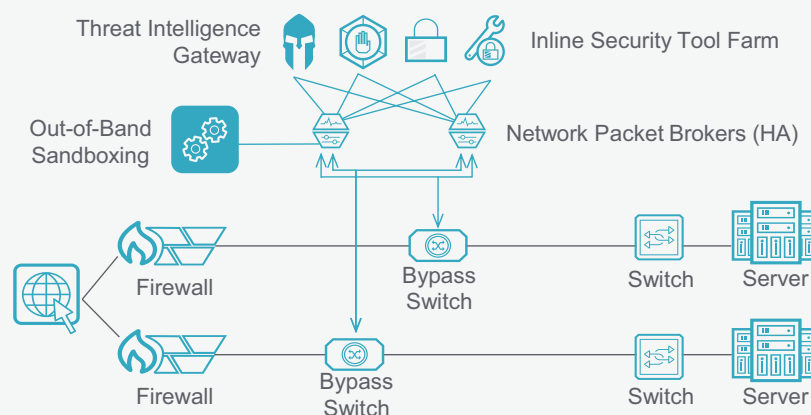 Threat Intelligence
Gateway
Inline Security Tool Farm
Out-of-Band
Sandboxing
Network Packet Brokers (HA)
Firewall
Bypass
Switch
Switch
Server
Firewall
Bypass
Switch
Switch
Server